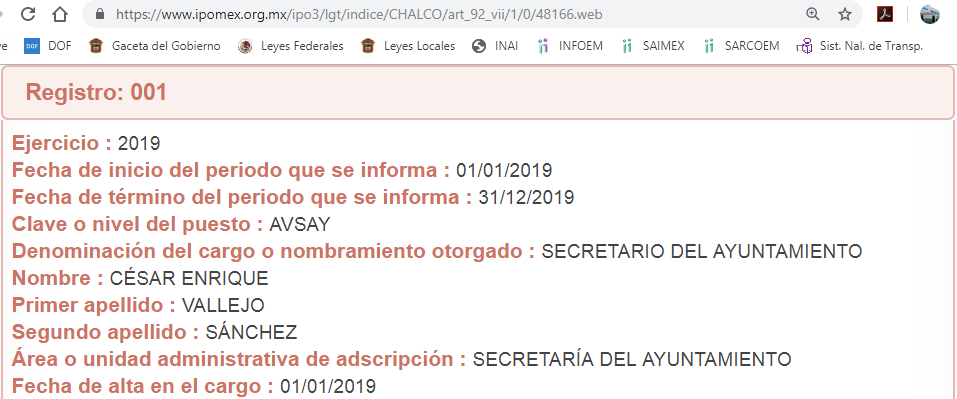 https://www.ipomex.org.mx/ipo3/lgt/indice/CHALCO/art_92_vii/1/0/48166.web
ve DOF Gaceta del Gobierno Leyes Federales Leyes Locales INAI INFOEM SAIMEX SARCOEM Sist. Nal. de Transp.
Registro: 001
Ejercicio : 2019
Fecha de inicio del periodo que se informa : 01/01/2019
Fecha de término del periodo que se informa : 31/12/2019
Clave o nivel del puesto : AVSAY
Denominación del cargo o nombramiento otorgado : SECRETARIO DEL AYUNTAMIENTO
Nombre : CÉSAR ENRIQUE
Primer apellido : VALLEJO
Segundo apellido : SÁNCHEZ
Área o unidad administrativa de adscripción : SECRETARÍA DEL AYUNTAMIENTO
Fecha de alta en el cargo : 01/01/2019